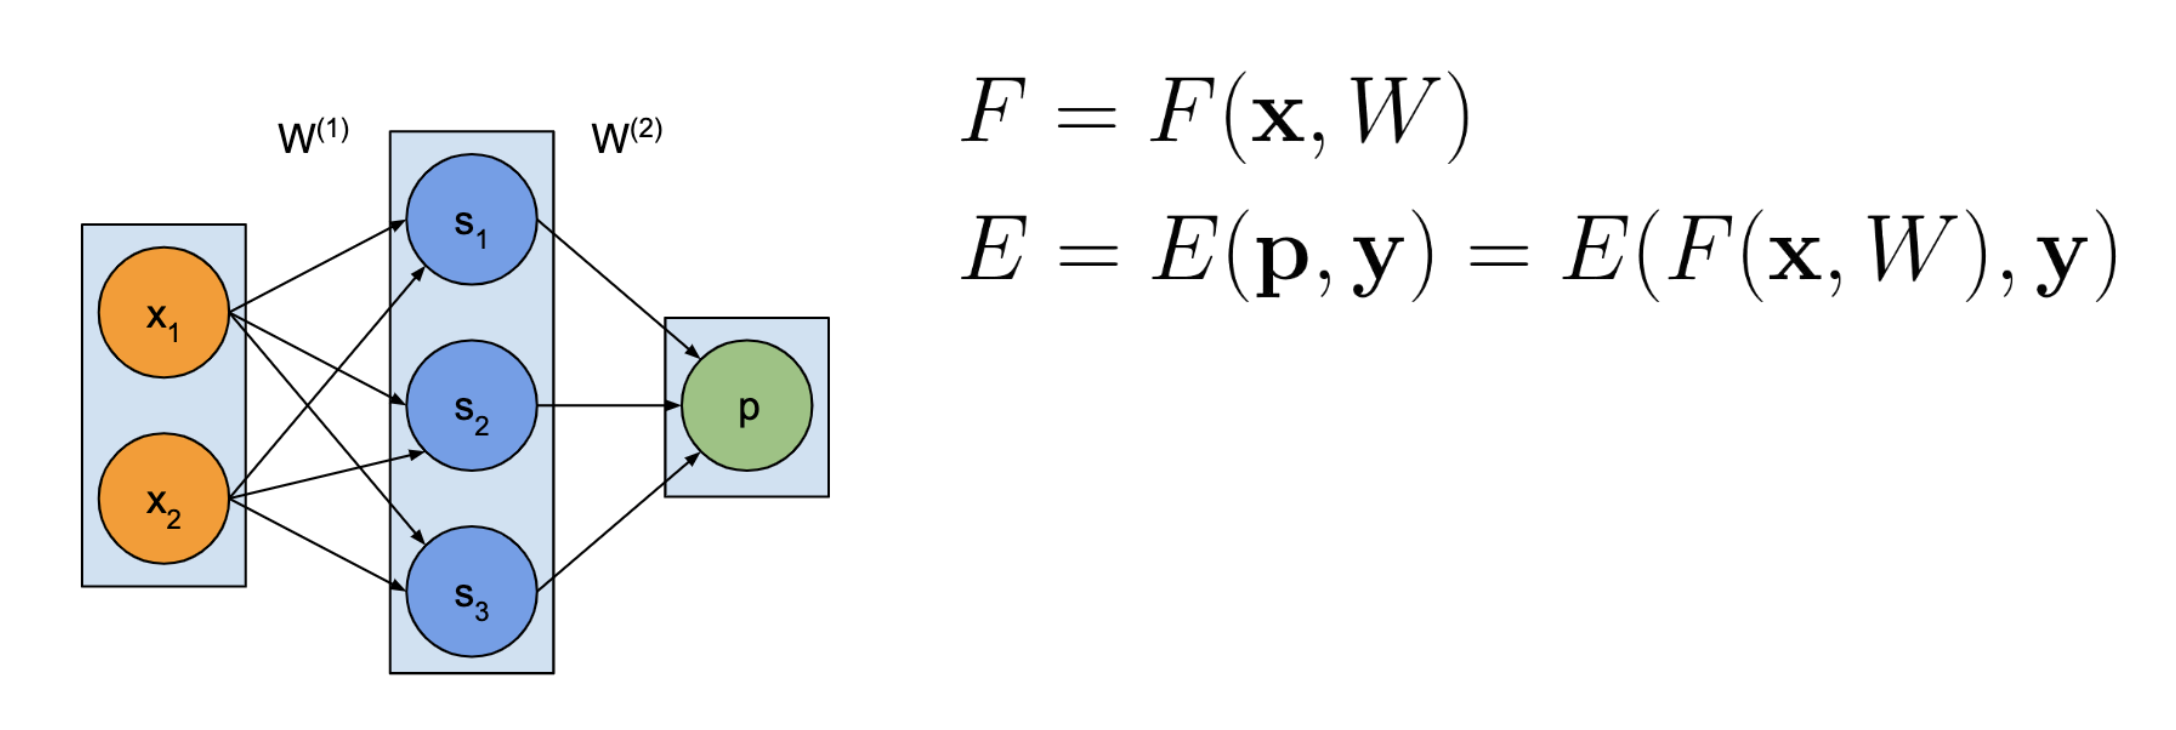 W⁽¹⁾
W⁽²⁾
x₁
x₂
s₁
s₂
s₃
p
F = F(𝐱, W)
E = E(𝐩, 𝐲) = E(F(𝐱, W), 𝐲)